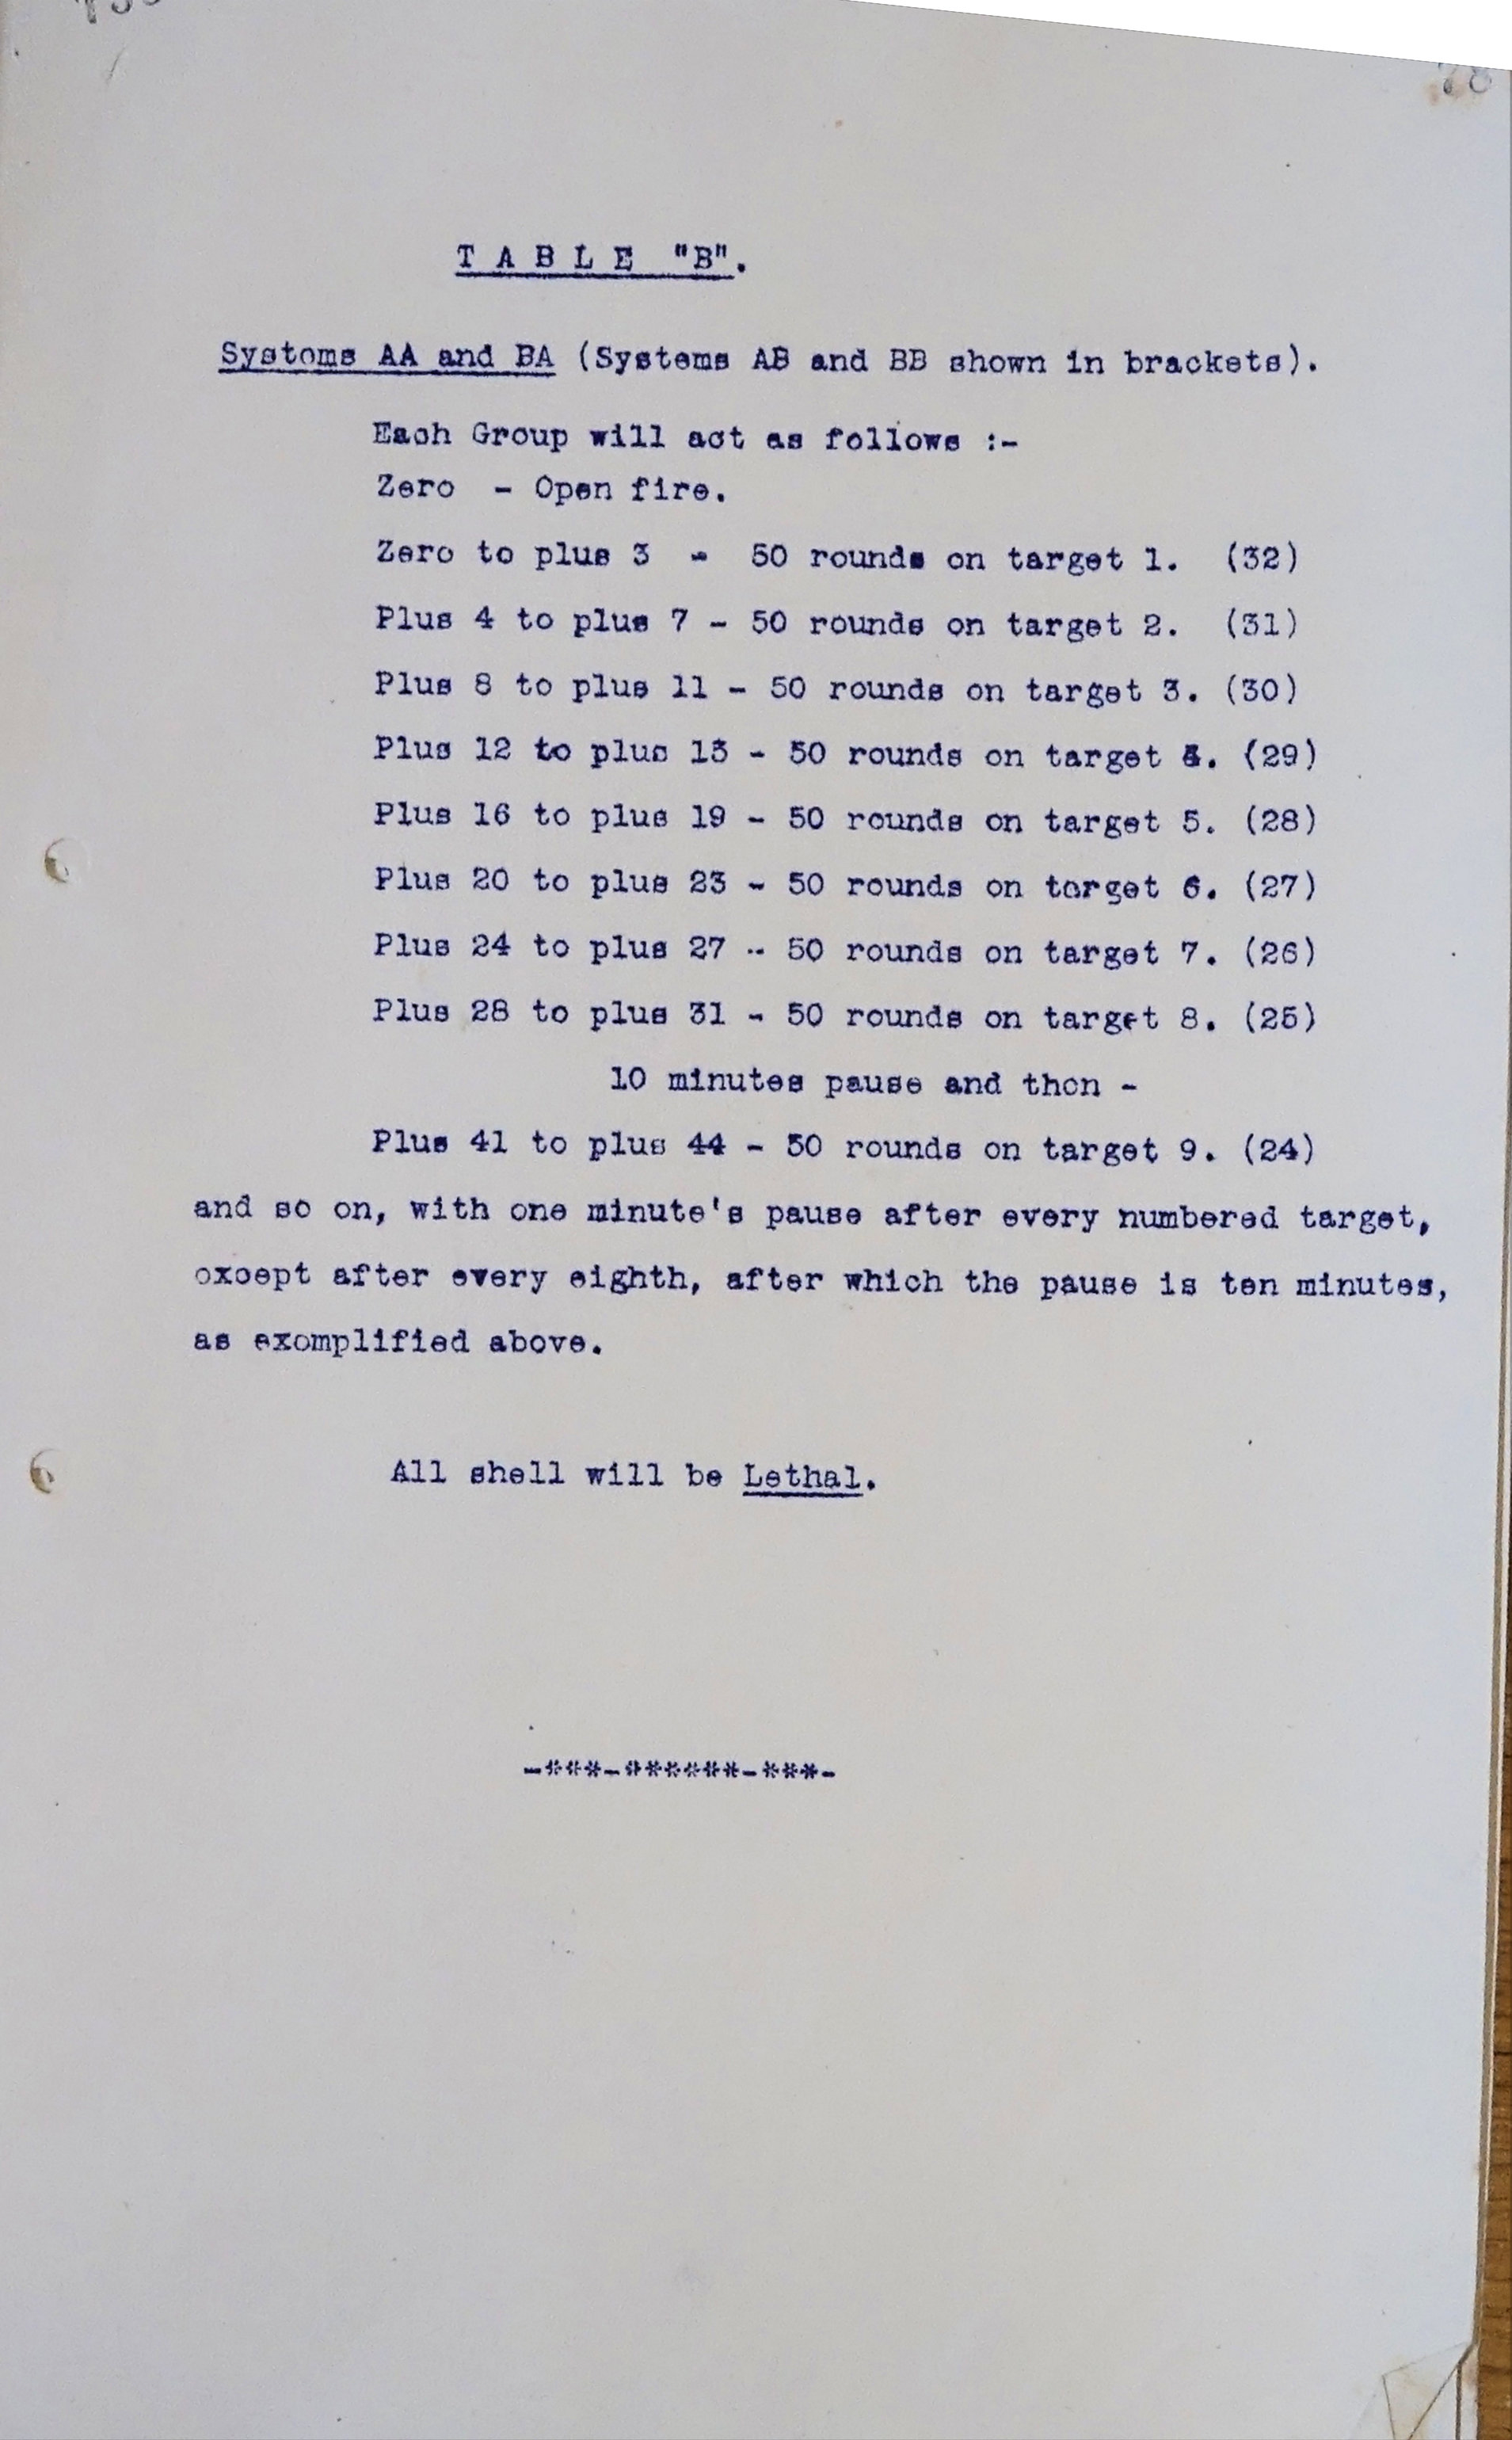 T A B L E "B".
Systems AA and BA (Systems AB and BB shown in brackets).
Each Group will act as follows :-
Zero - Open fire.
Zero to plus 3 - 50 rounds on target 1. (32)
Plus 4 to plus 7 - 50 rounds on target 2. (31)
Plus 8 to plus 11 - 50 rounds on target 3. (30)
Plus 12 to plus 15 - 50 rounds on target 4. (29)
Plus 16 to plus 19 - 50 rounds on target 5. (28)
Plus 20 to plus 23 - 50 rounds on target 6. (27)
Plus 24 to plus 27 - 50 rounds on target 7. (26)
Plus 28 to plus 31 - 50 rounds on target 8. (25)
10 minutes pause and then -
Plus 41 to plus 44 - 50 rounds on target 9. (24)
and so on, with one minute's pause after every numbered target,
except after every eighth, after which the pause is ten minutes,
as exemplified above.
All shell will be Lethal.
-***-******-***-